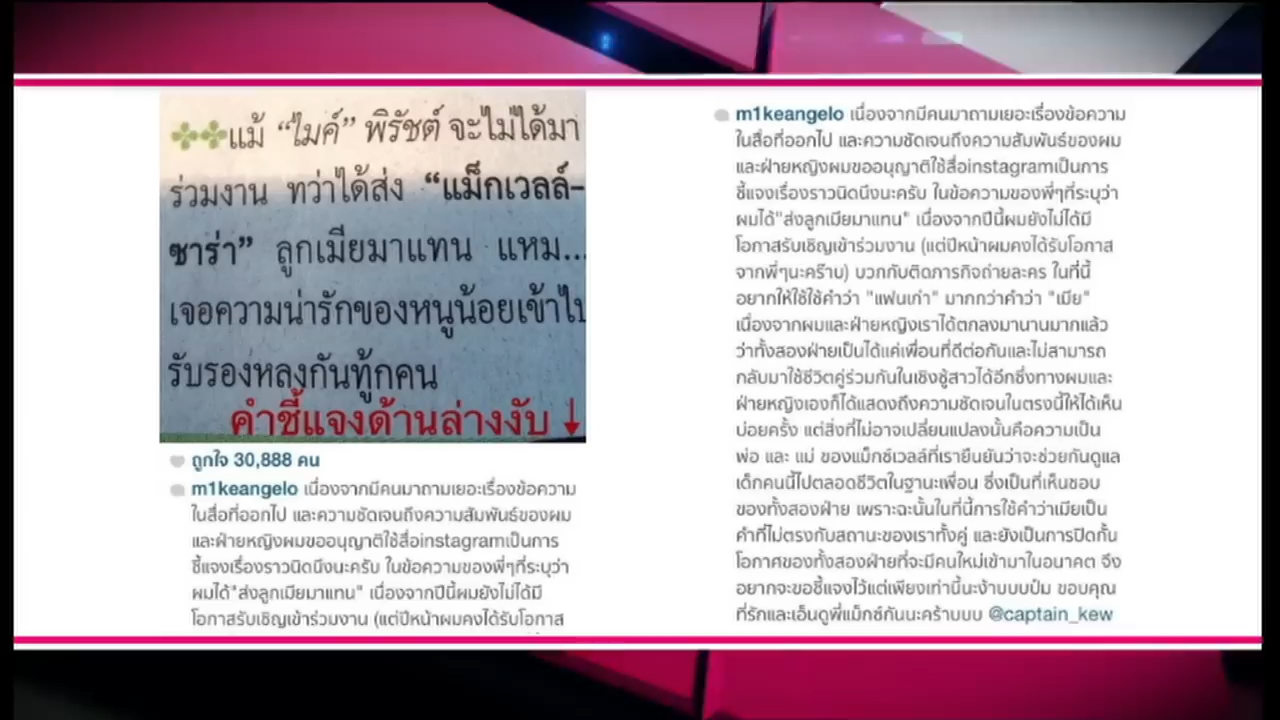 แม้ “ไมค์” พิรัชต์ จะไม่ได้มา
ร่วมงาน ทว่าได้ส่ง “แม็กเวลล์-
ซาร่า” ลูกเมียมาแทน แหม...
เจอความน่ารักของหนูน้อยเข้าไป
รับรองหลงกันทุ้กคน
คำชี้แจงด้านล่างงับ ↓
ถูกใจ 30,888 คน
m1keangelo เนื่องจากมีคนมาถามเยอะเรื่องข้อความ
ในสื่อที่ออกไป และความชัดเจนถึงความสัมพันธ์ของผม
และฝ่ายหญิงผมขออนุญาติใช้สื่อinstagramเป็นการ
ชี้แจงเรื่องราวนิดนึงนะครับ ในข้อความของพี่ๆที่ระบุว่า
ผมได้"ส่งลูกเมียมาแทน" เนื่องจากปีนี้ผมยังไม่ได้มี
โอกาสรับเชิญเข้าร่วมงาน (แต่ปีหน้าผมคงได้รับโอกาส
m1keangelo เนื่องจากมีคนมาถามเยอะเรื่องข้อความ
ในสื่อที่ออกไป และความชัดเจนถึงความสัมพันธ์ของผม
และฝ่ายหญิงผมขออนุญาติใช้สื่อinstagramเป็นการ
ชี้แจงเรื่องราวนิดนึงนะครับ ในข้อความของพี่ๆที่ระบุว่า
ผมได้"ส่งลูกเมียมาแทน" เนื่องจากปีนี้ผมยังไม่ได้มี
โอกาสรับเชิญเข้าร่วมงาน (แต่ปีหน้าผมคงได้รับโอกาส
จากพี่ๆนะคร๊าบ) บวกกับติดภารกิจถ่ายละคร ในที่นี้
อยากให้ใช้ใช้คำว่า "แฟนเก่า" มากกว่าคำว่า "เมีย"
เนื่องจากผมและฝ่ายหญิงเราได้ตกลงมานานมากแล้ว
ว่าทั้งสองฝ่ายเป็นได้แค่เพื่อนที่ดีต่อกันและไม่สามารถ
กลับมาใช้ชีวิตคู่ร่วมกันในเชิงชู้สาวได้อีกซึ่งทางผมและ
ฝ่ายหญิงเองก็ได้แสดงถึงความชัดเจนในตรงนี้ให้ได้เห็น
บ่อยครั้ง แต่สิ่งที่ไม่อาจเปลี่ยนแปลงนั้นคือความเป็น
พ่อ และ แม่ ของแม็กซ์เวลล์ที่เรายืนยันว่าจะช่วยกันดูแล
เด็กคนนี้ไปตลอดชีวิตในฐานะเพื่อน ซึ่งเป็นที่เห็นชอบ
ของทั้งสองฝ่าย เพราะฉะนั้นในที่นี้การใช้คำว่าเมียเป็น
คำที่ไม่ตรงกับสถานะของเราทั้งคู่ และยังเป็นการปิดกั้น
โอกาสของทั้งสองฝ่ายที่จะมีคนใหม่เข้ามาในอนาคต จึง
อยากจะขอชี้แจงไว้แต่เพียงเท่านี้นะง้าบบบป๋ม ขอบคุณ
ที่รักและเอ็นดูพี่แม็กซ์กันนะคร้าบบบ @captain_kew